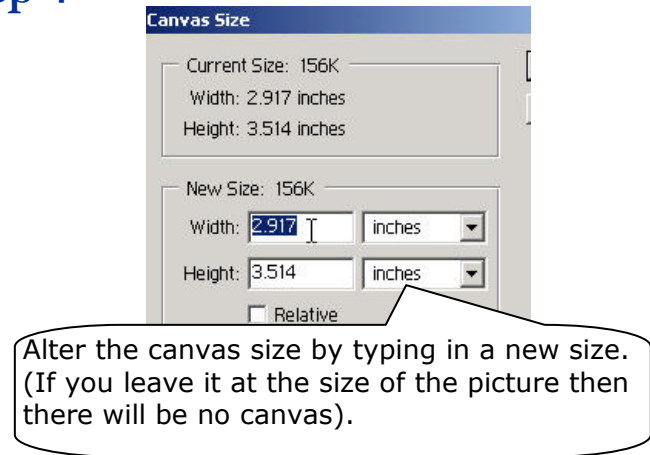 Canvas Size
Current Size: 156K
Width: 2.917 inches
Height: 3.514 inches
New Size: 156K
Width: 2.917 inches
Height: 3.514 inches
Relative
Alter the canvas size by typing in a new size.
(If you leave it at the size of the picture then
there will be no canvas).